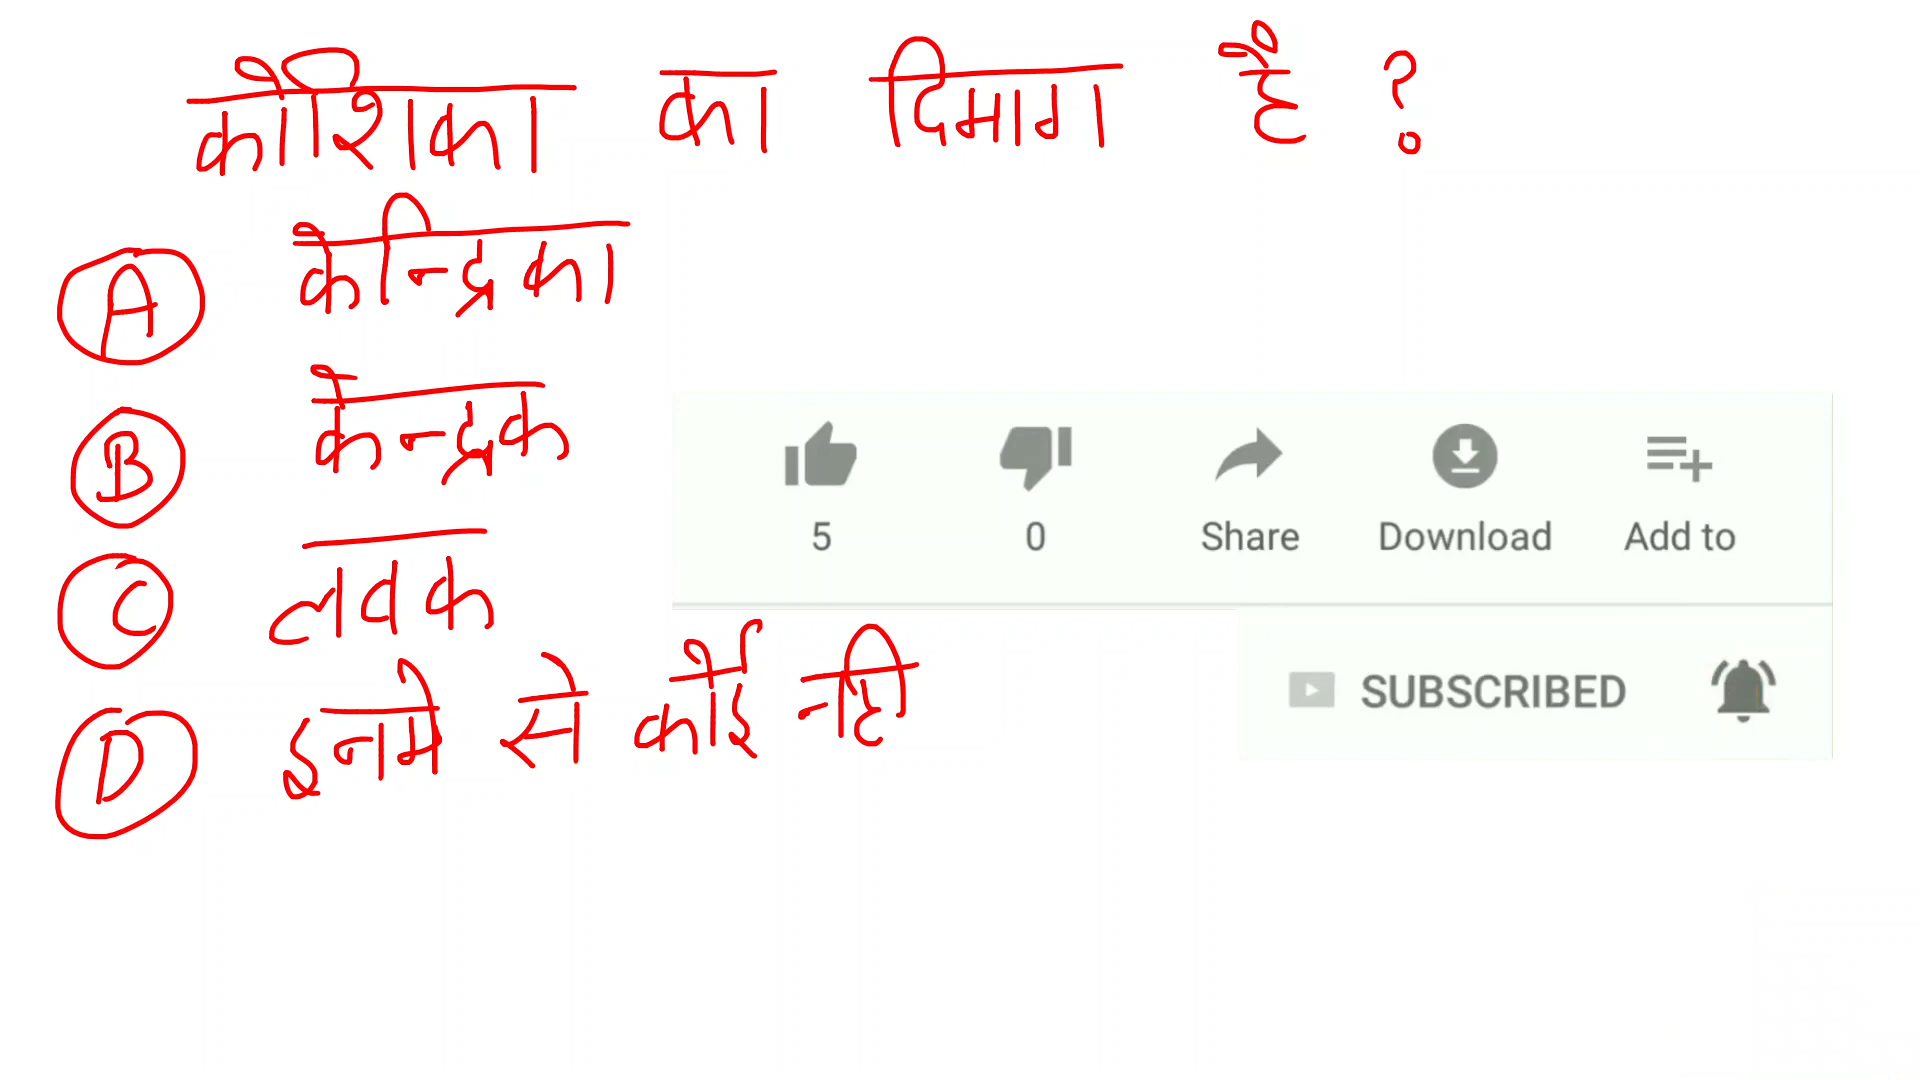 कोशिका का दिमाग है ?
A केन्द्रिका
B केन्द्रक
C लवक
D इनमे से कोई नही
5 0 Share Download Add to
SUBSCRIBED